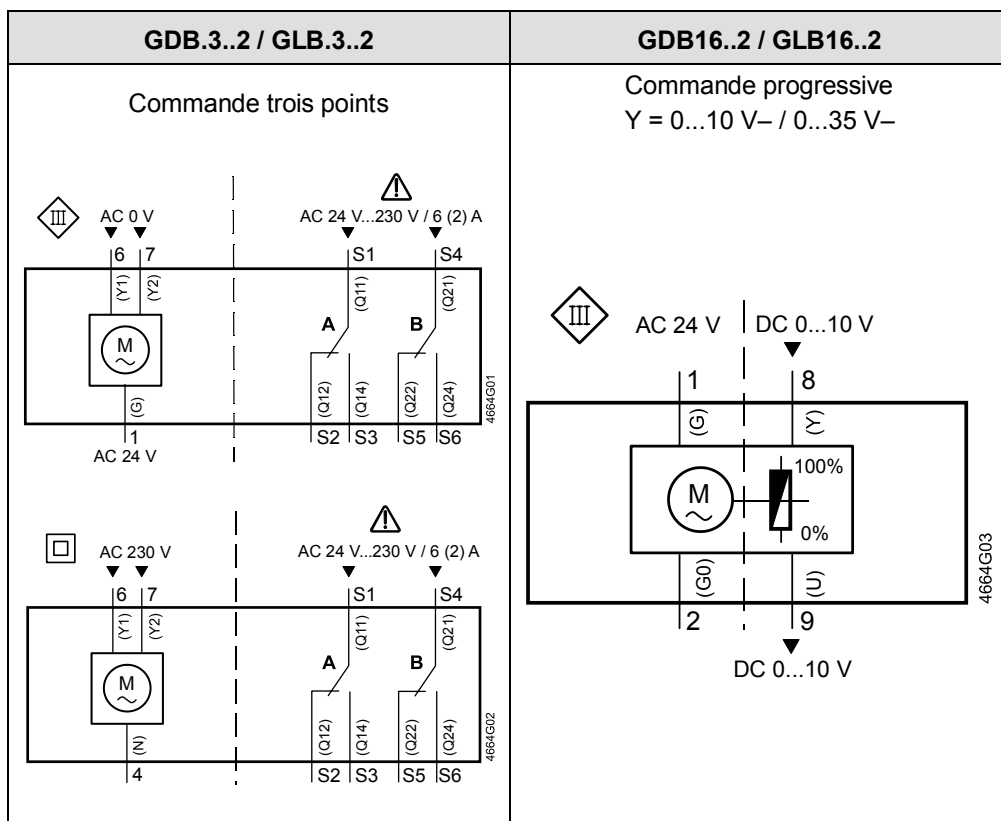 GDB.3..2 / GLB.3..2
GDB16..2 / GLB16..2
Commande trois points
III
AC 0 V
AC 24 V...230 V / 6 (2) A
6 7
S1 S4
(Y1) (Y2)
(Q11) (Q21)
A B
M
(G)
(Q12) (Q14) (Q22) (Q24)
4664G01
1
S2 S3 S5 S6
AC 24 V
AC 230 V
AC 24 V...230 V / 6 (2) A
6 7
S1 S4
(Y1) (Y2)
(Q11) (Q21)
A B
M
(N)
(Q12) (Q14) (Q22) (Q24)
4664G02
4
S2 S3 S5 S6
Commande progressive
Y = 0...10 V– / 0...35 V–
III
AC 24 V
DC 0...10 V
1 8
(G) (Y)
100%
M
0%
(G0) (U)
4664G03
2 9
DC 0...10 V